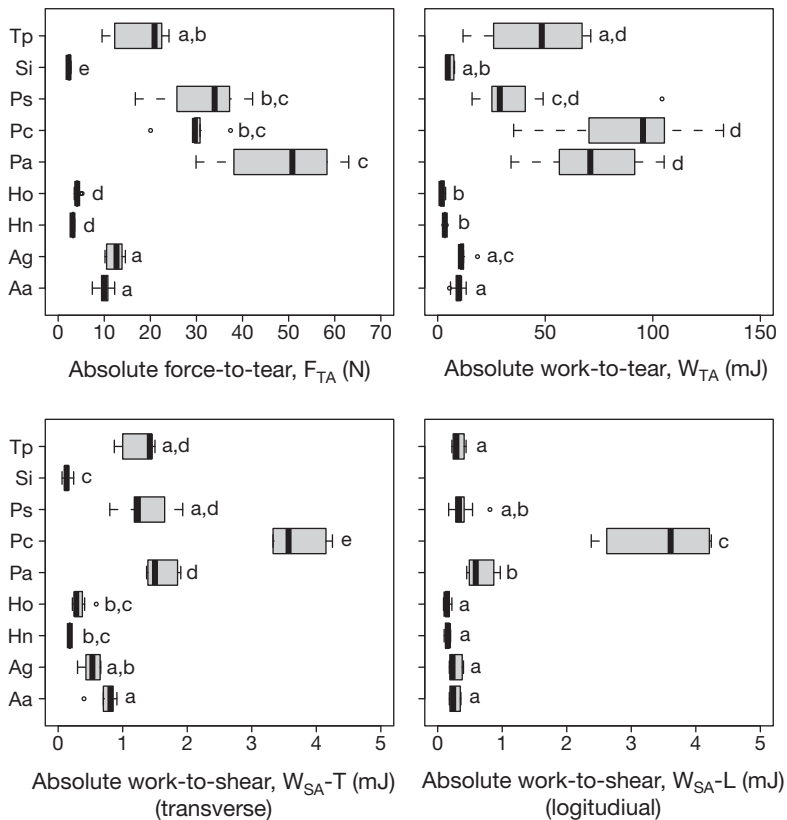 Tp
a,b
a,d
Si
e
a,b
Ps
b,c
c,d
Pc
b,c
d
Pa
c
d
Ho
d
b
Hn
d
b
Ag
a
a,c
Aa
a
a
0 10 20 30 40 50 60 70
0 50 100 150
Absolute force-to-tear, F_TA (N)
Absolute work-to-tear, W_TA (mJ)
Tp
a,d
a
Si
c
Ps
a,d
a,b
Pc
e
c
Pa
d
b
Ho
b,c
a
Hn
b,c
a
Ag
a,b
a
Aa
a
a
0 1 2 3 4 5
0 1 2 3 4 5
Absolute work-to-shear, W_SA-T (mJ)
(transverse)
Absolute work-to-shear, W_SA-L (mJ)
(logitudiual)